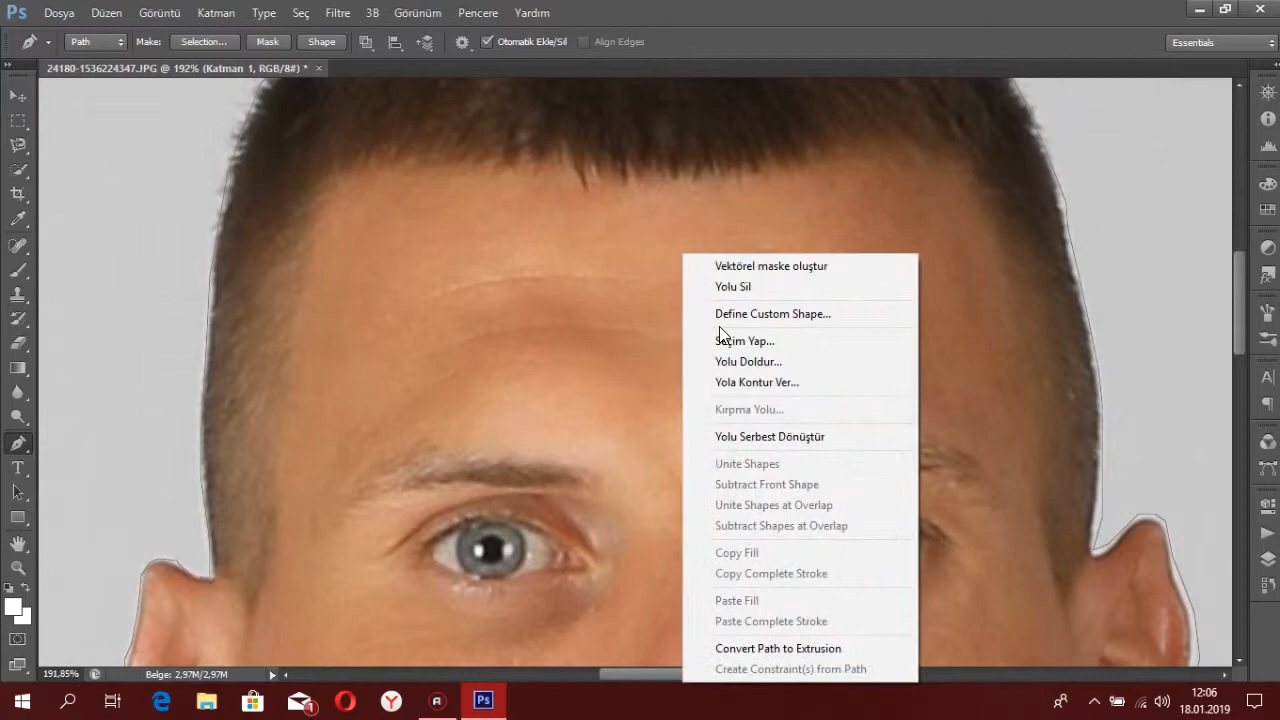 Ps Dosya Düzen Görüntü Katman Type Seç Filtre 3B Görünüm Pencere Yardım
Path Make: Selection... Mask Shape Otomatik Ekle/Sil Align Edges Essentials
24180-1536224347.JPG @ 192% (Katman 1, RGB/8#) * ×
Vektörel maske oluştur
Yolu Sil
Define Custom Shape...
Seçim Yap...
Yolu Doldur...
Yola Kontur Ver...
Kırpma Yolu...
Yolu Serbest Dönüştür
Unite Shapes
Subtract Front Shape
Unite Shapes at Overlap
Subtract Shapes at Overlap
Copy Fill
Copy Complete Stroke
Paste Fill
Paste Complete Stroke
Convert Path to Extrusion
Create Constraint(s) from Path
191,85% Belge: 2,97M/2,97M
12:06
18.01.2019